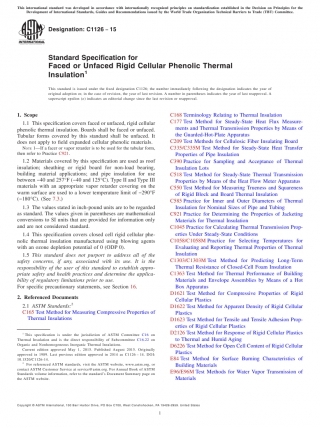 This international standard was developed in accordance with internationally recognized principles on standardization established in the Decision on Principles for the
Development of International Standards, Guides and Recommendations issued by the World Trade Organization Technical Barriers to Trade (TBT) Committee.
Designation: C1126 – 15
Standard Specification for
Faced or Unfaced Rigid Cellular Phenolic Thermal
Insulation¹
This standard is issued under the fixed designation C1126; the number immediately following the designation indicates the year of
original adoption or, in the case of revision, the year of last revision. A number in parentheses indicates the year of last reapproval. A
superscript epsilon (ε) indicates an editorial change since the last revision or reapproval.
1. Scope
1.1 This specification covers faced or unfaced, rigid cellular
phenolic thermal insulation. Boards shall be faced or unfaced.
Tubular forms covered by this standard shall be unfaced. It
does not apply to field expanded cellular phenolic materials.
NOTE 1—If a facer or vapor retarder is to be used for the tubular form,
then refer to Practice C921.
1.2 Materials covered by this specification are used as roof
insulation; sheathing or rigid board for non-load bearing,
building material applications; and pipe insulation for use
between −40 and 257°F (−40 and 125°C). Type II and Type III
materials with an appropriate vapor retarder covering on the
warm surface are used to a lower temperature limit of −290°F
(−180°C). (See 7.3.)
1.3 The values stated in inch-pound units are to be regarded
as standard. The values given in parentheses are mathematical
conversions to SI units that are provided for information only
and are not considered standard.
1.4 This specification covers closed cell rigid cellular phe-
nolic thermal insulation manufactured using blowing agents
with an ozone depletion potential of 0 (ODP 0).
1.5 This standard does not purport to address all of the
safety concerns, if any, associated with its use. It is the
responsibility of the user of this standard to establish appro-
priate safety and health practices and determine the applica-
bility of regulatory limitations prior to use.
For specific precautionary statements, see Section 16.
2. Referenced Documents
2.1 ASTM Standards:²
C165 Test Method for Measuring Compressive Properties of
Thermal Insulations
¹ This specification is under the jurisdiction of ASTM Committee C16 on
Thermal Insulation and is the direct responsibility of Subcommittee C16.22 on
Organic and Nonhomogeneous Inorganic Thermal Insulations.
Current edition approved May 1, 2015. Published August 2015. Originally
approved in 1989. Last previous edition approved in 2014 as C1126 – 14. DOI:
10.1520/C1126-15.
² For referenced ASTM standards, visit the ASTM website, www.astm.org, or
contact ASTM Customer Service at service@astm.org. For Annual Book of ASTM
Standards volume information, refer to the standard's Document Summary page on
the ASTM website.
C168 Terminology Relating to Thermal Insulation
C177 Test Method for Steady-State Heat Flux Measure-
ments and Thermal Transmission Properties by Means of
the Guarded-Hot-Plate Apparatus
C209 Test Methods for Cellulosic Fiber Insulating Board
C335/C335M Test Method for Steady-State Heat Transfer
Properties of Pipe Insulation
C390 Practice for Sampling and Acceptance of Thermal
Insulation Lots
C518 Test Method for Steady-State Thermal Transmission
Properties by Means of the Heat Flow Meter Apparatus
C550 Test Method for Measuring Trueness and Squareness
of Rigid Block and Board Thermal Insulation
C585 Practice for Inner and Outer Diameters of Thermal
Insulation for Nominal Sizes of Pipe and Tubing
C921 Practice for Determining the Properties of Jacketing
Materials for Thermal Insulation
C1045 Practice for Calculating Thermal Transmission Prop-
erties Under Steady-State Conditions
C1058/C1058M Practice for Selecting Temperatures for
Evaluating and Reporting Thermal Properties of Thermal
Insulation
C1303/C1303M Test Method for Predicting Long-Term
Thermal Resistance of Closed-Cell Foam Insulation
C1363 Test Method for Thermal Performance of Building
Materials and Envelope Assemblies by Means of a Hot
Box Apparatus
D1621 Test Method for Compressive Properties of Rigid
Cellular Plastics
D1622 Test Method for Apparent Density of Rigid Cellular
Plastics
D1623 Test Method for Tensile and Tensile Adhesion Prop-
erties of Rigid Cellular Plastics
D2126 Test Method for Response of Rigid Cellular Plastics
to Thermal and Humid Aging
D6226 Test Method for Open Cell Content of Rigid Cellular
Plastics
E84 Test Method for Surface Burning Characteristics of
Building Materials
E96/E96M Test Methods for Water Vapor Transmission of
Materials
Copyright © ASTM International, 100 Barr Harbor Drive, PO Box C700, West Conshohocken, PA 19428-2959. United States
1